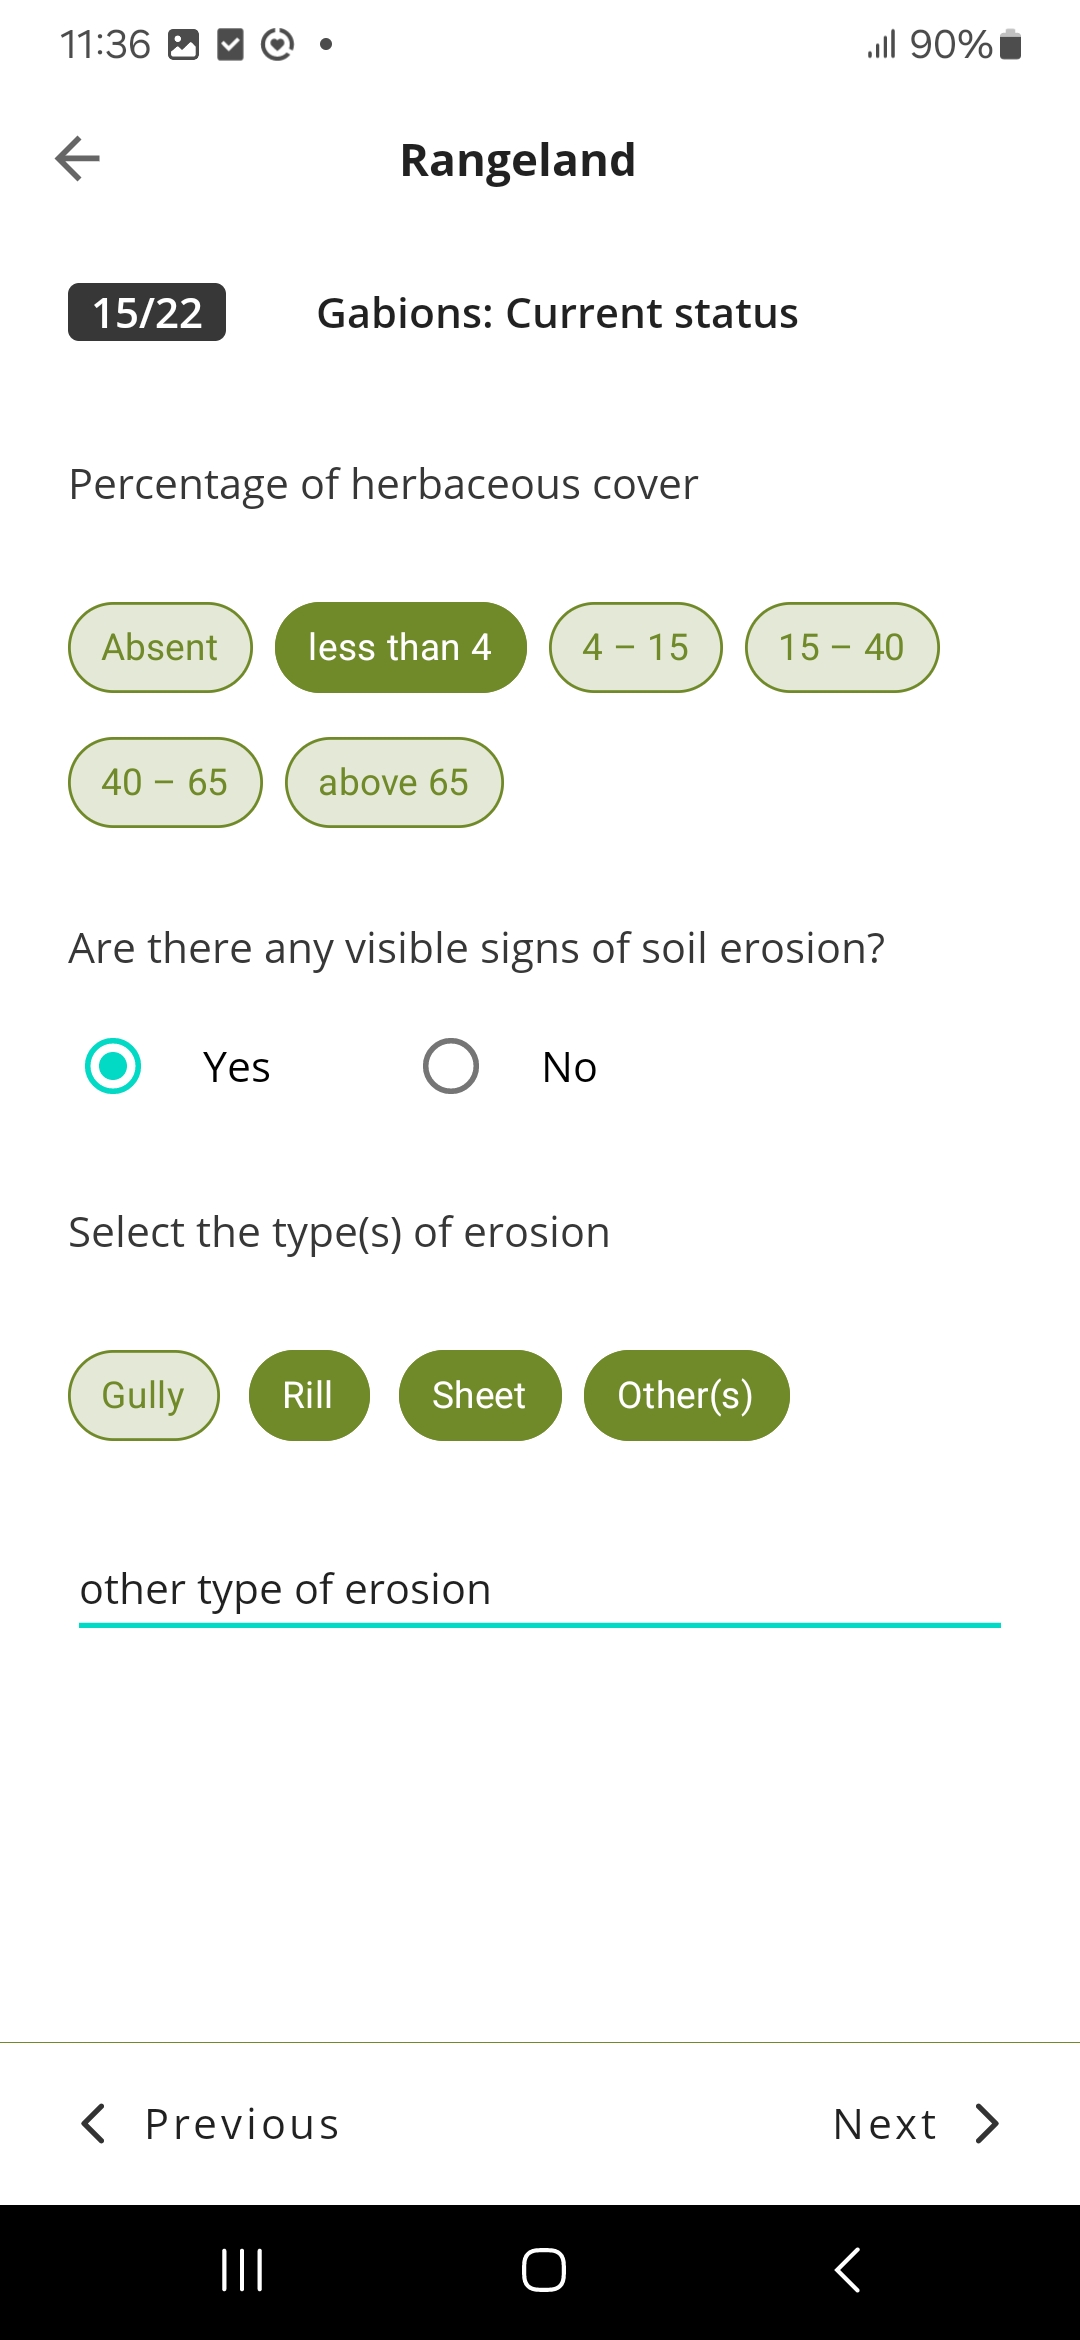 11:36 90%
Rangeland
15/22 Gabions: Current status
Percentage of herbaceous cover
Absent less than 4 4 – 15 15 – 40
40 – 65 above 65
Are there any visible signs of soil erosion?
Yes No
Select the type(s) of erosion
Gully Rill Sheet Other(s)
other type of erosion
Previous Next